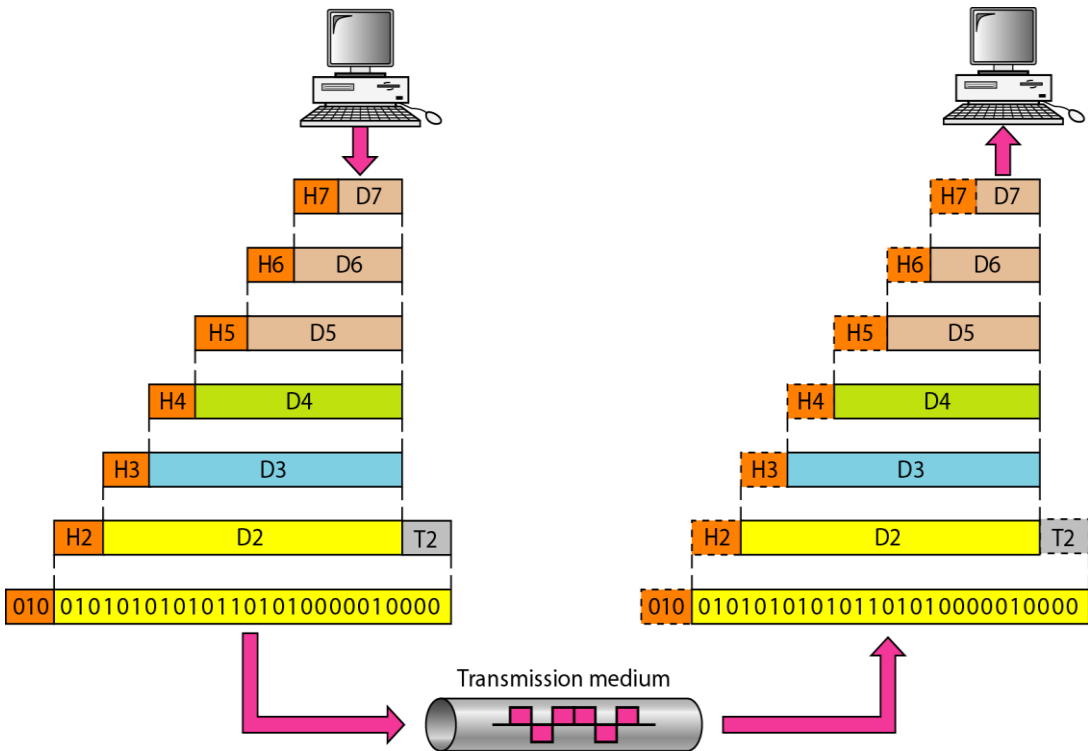 H7 D7
H6 D6
H5 D5
H4 D4
H3 D3
H2 D2 T2
010 010101010101101010000010000
H7 D7
H6 D6
H5 D5
H4 D4
H3 D3
H2 D2 T2
010 010101010101101010000010000
Transmission medium